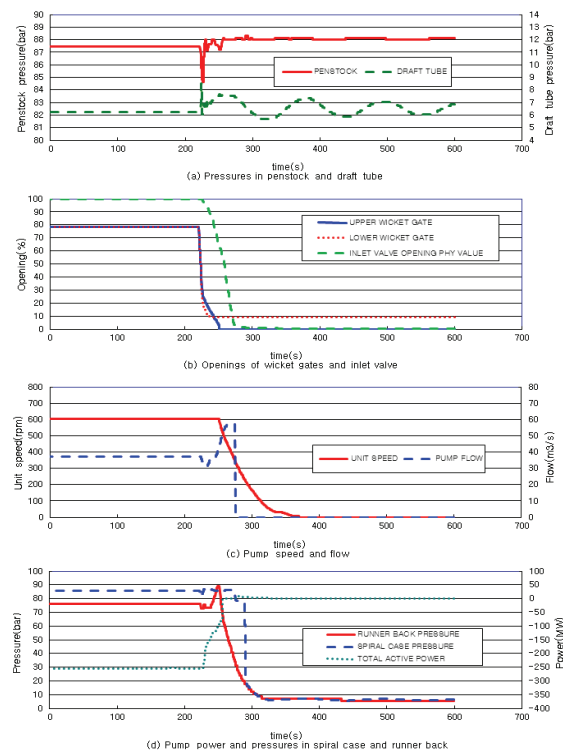 Penstock pressure(bar)
90
89
88
87
86
85
84
83
82
81
80
14
13
12
11
10
9
8
7
6
5
4
Draft tube pressure(bar)
PENSTOCK
DRAFT TUBE
0 100 200 300 400 500 600 700
time(s)
(a) Pressures in penstock and draft tube
Opening(%)
100
90
80
70
60
50
40
30
20
10
0
UPPER WICKET GATE
LOWER WICKET GATE
INLET VALVE OPENING PHY VALUE
0 100 200 300 400 500 600 700
time(s)
(b) Openings of wicket gates and inlet valve
Unit speed(rpm)
800
700
600
500
400
300
200
100
0
80
70
60
50
40
30
20
10
0
Flow(m3/s)
UNIT SPEED
PUMP FLOW
0 100 200 300 400 500 600 700
time(s)
(c) Pump speed and flow
Pressure(bar)
100
90
80
70
60
50
40
30
20
10
0
100
50
0
-50
-100
-150
-200
-250
-300
-350
-400
Power(MW)
RUNNER BACK PRESSURE
SPIRAL CASE PRESSURE
TOTAL ACTIVE POWER
0 100 200 300 400 500 600 700
time(s)
(d) Pump power and pressures in spiral case and runner back